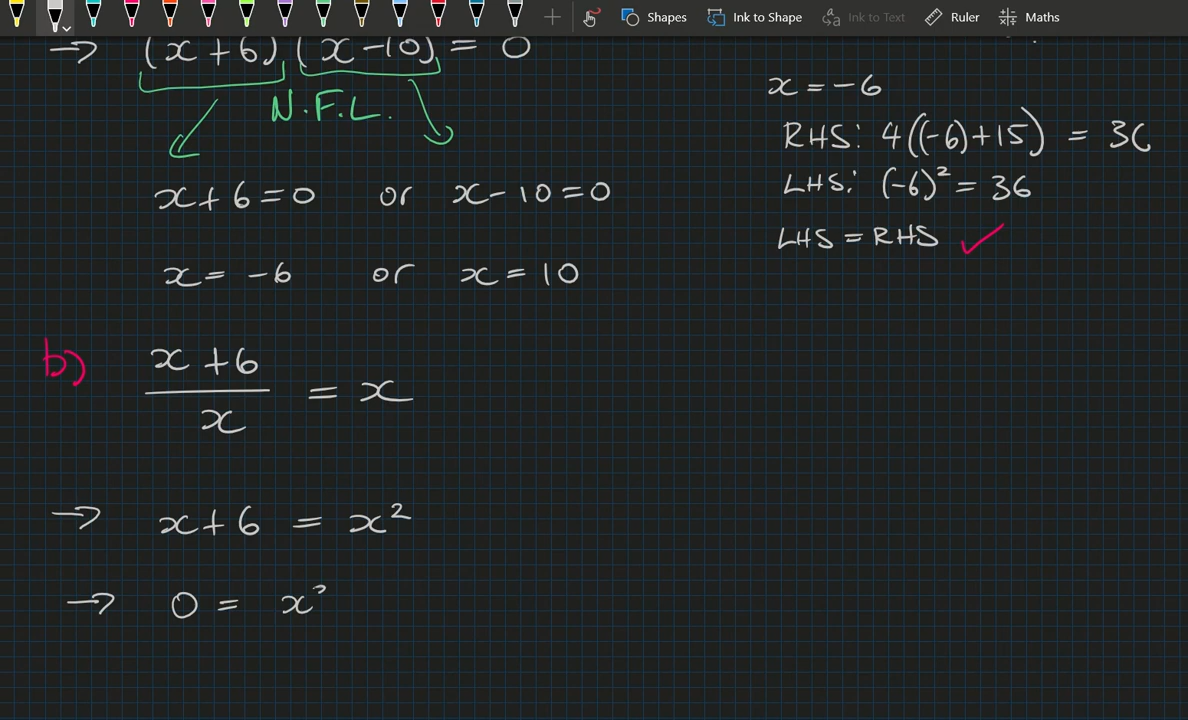 Shapes Ink to Shape Ink to Text Ruler Maths
→ (x+6)(x-10) = 0
N.F.L.
x+6=0 or x-10=0
x = -6 or x = 10
x = -6
RHS: 4((-6)+15) = 36
LHS: (-6)² = 36
LHS = RHS ✓
b) x+6
x
= x
→ x+6 = x²
→ 0 = x²